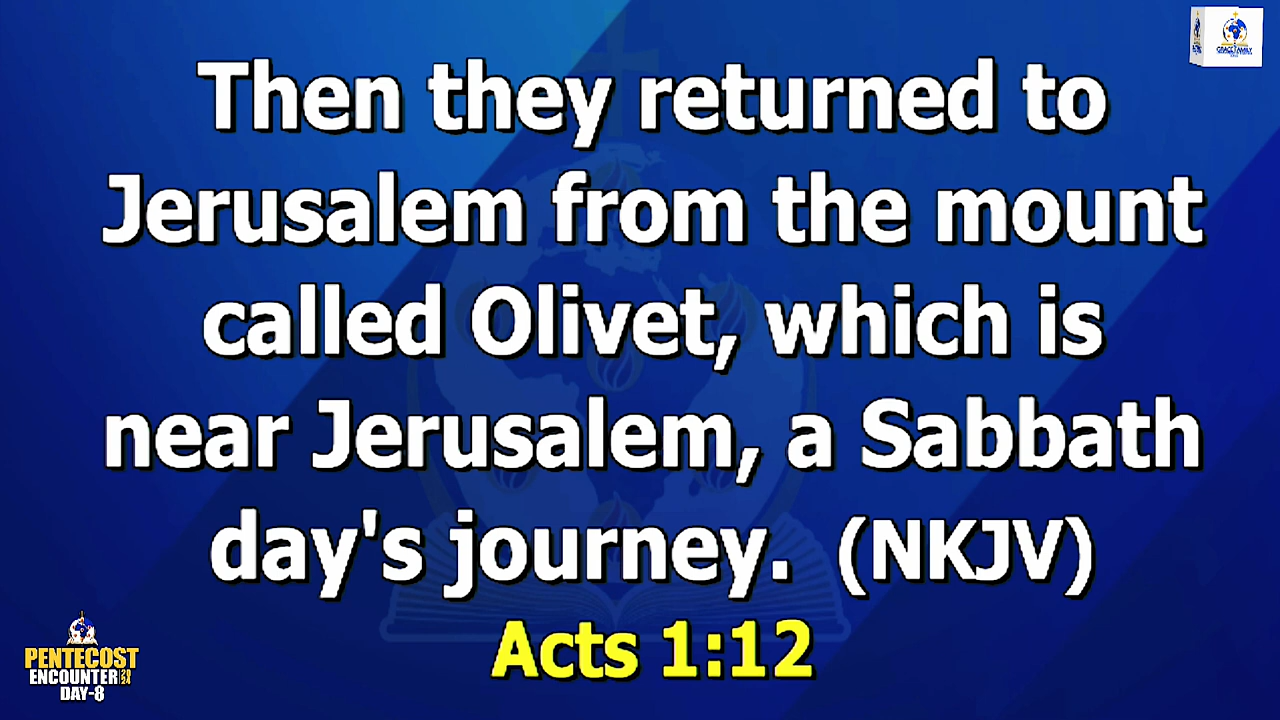 Then they returned to
Jerusalem from the mount
called Olivet, which is
near Jerusalem, a Sabbath
day's journey. (NKJV)
Acts 1:12
PENTECOST
ENCOUNTER 2024
DAY-8